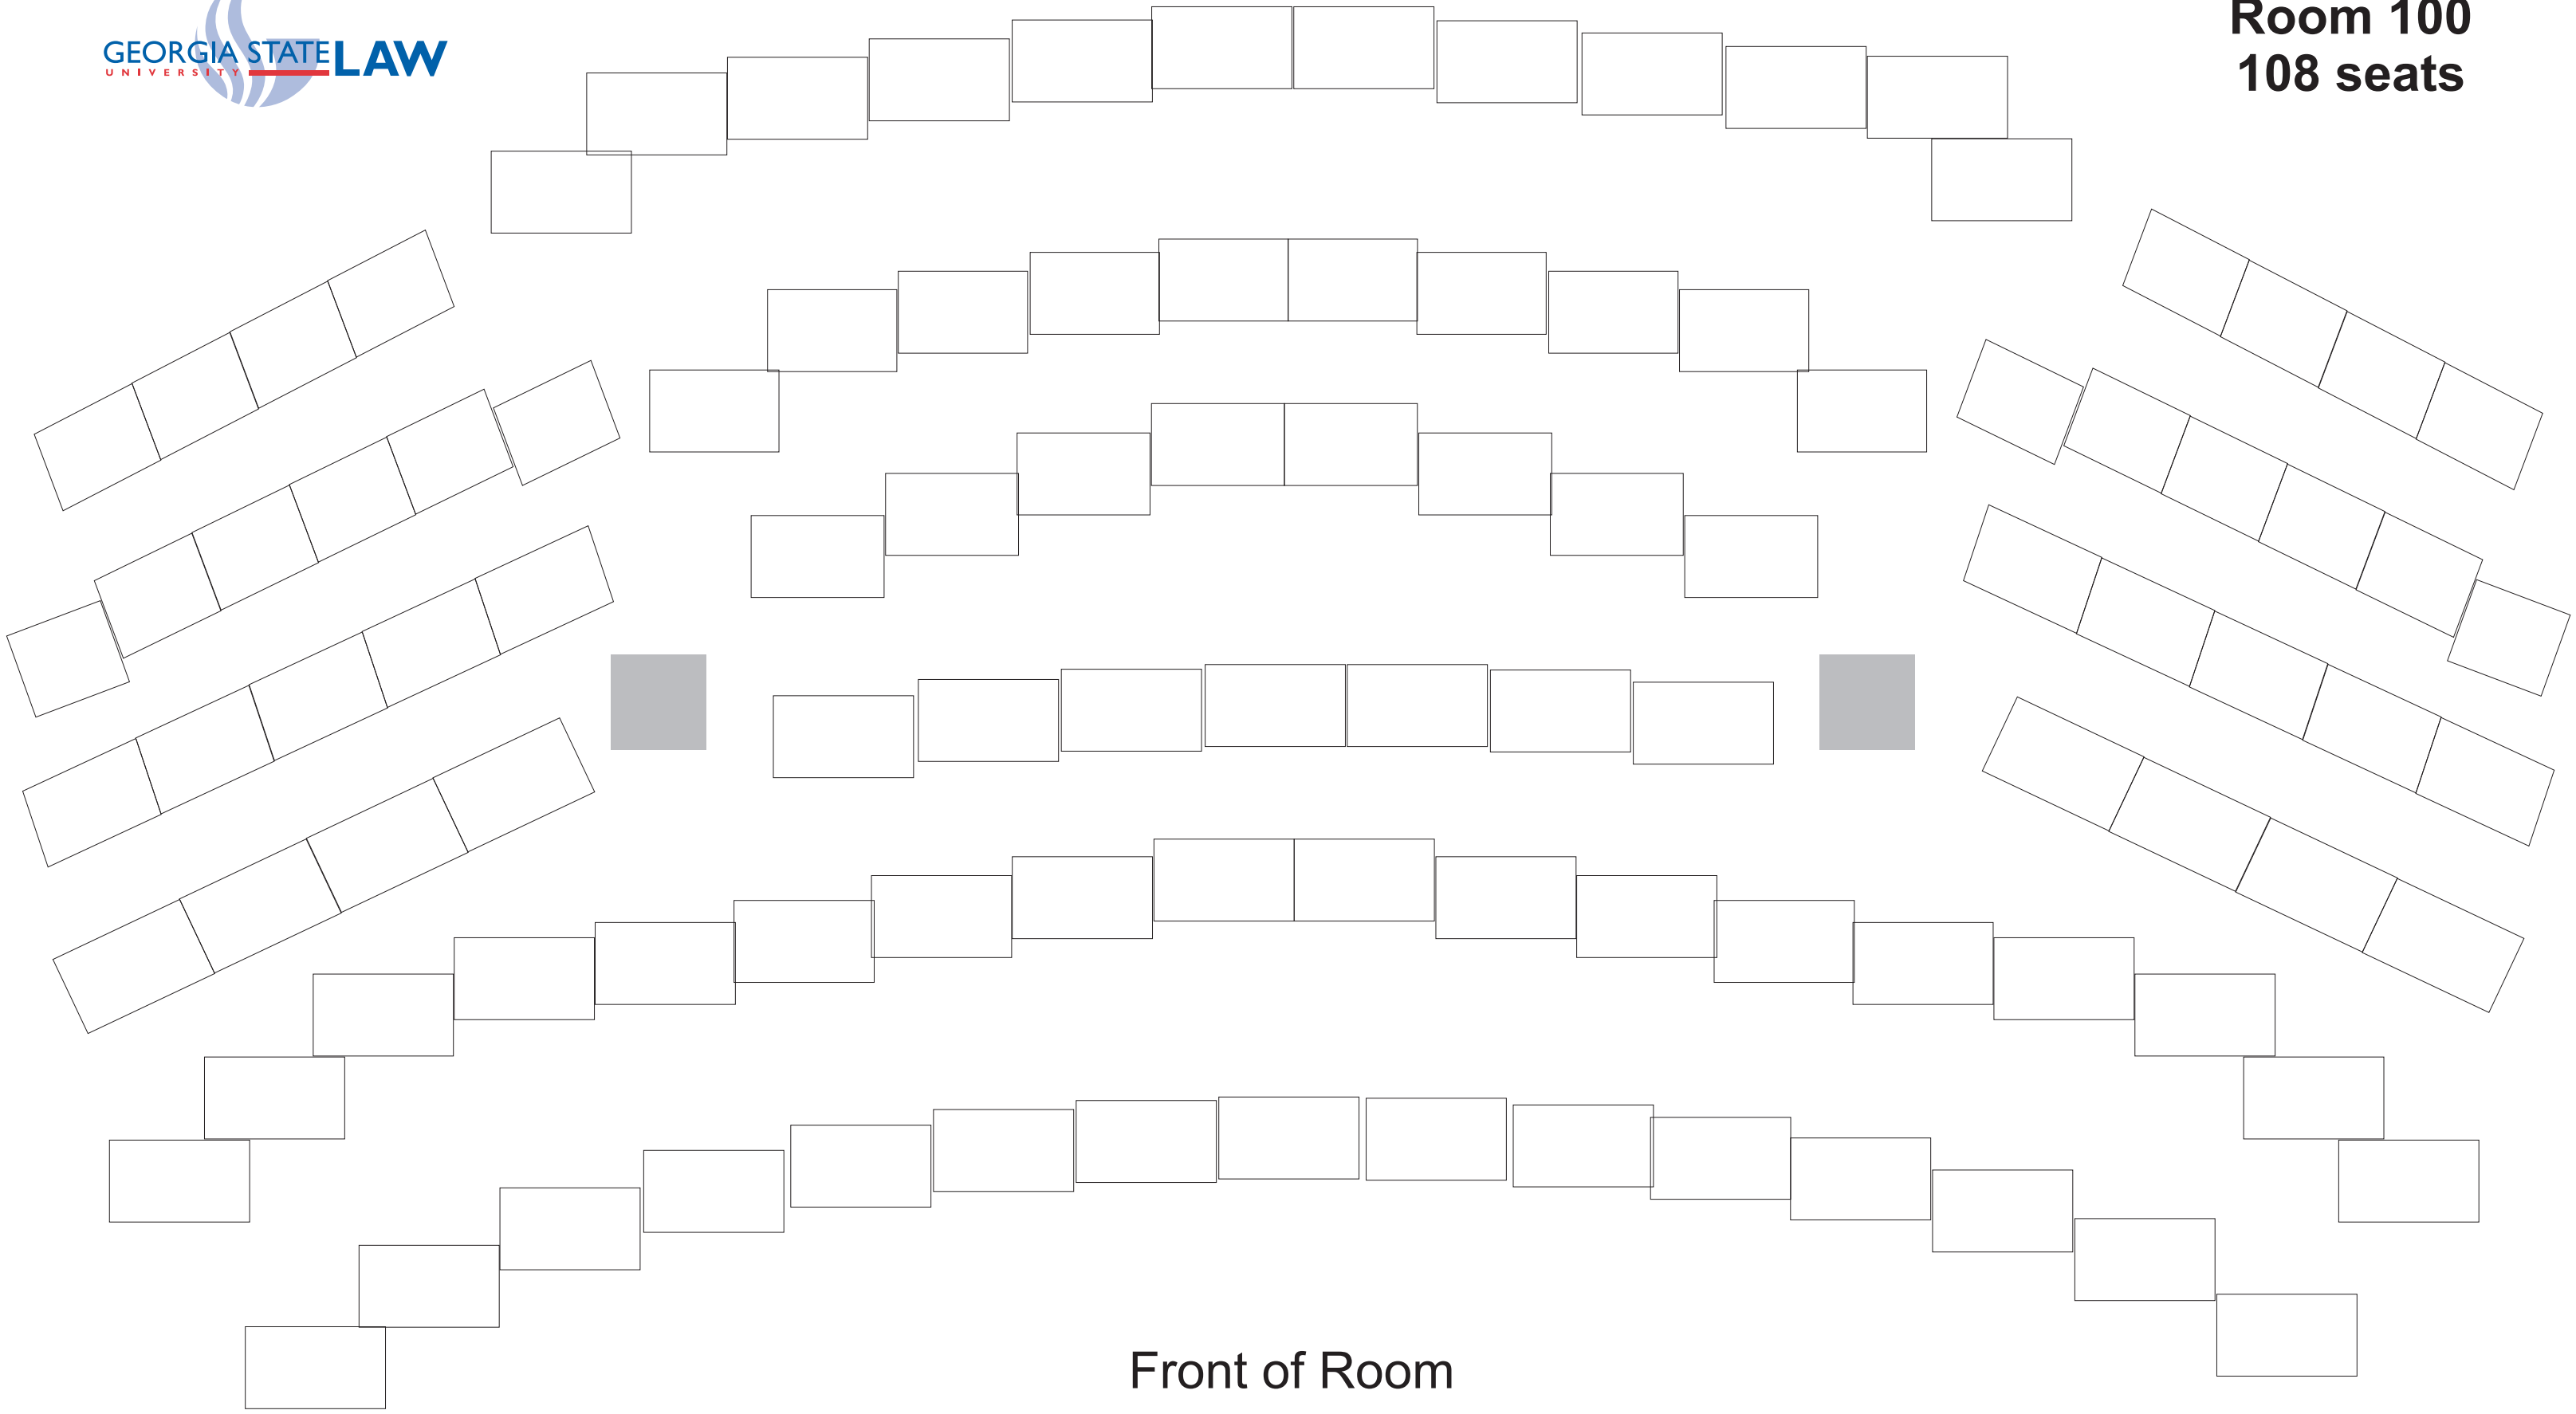 GEORGIA STATE LAW
UNIVERSITY
Room 100
108 seats
Front of Room